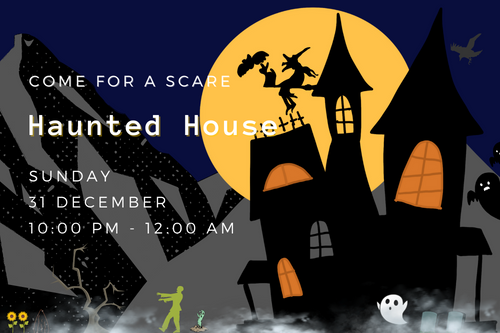 COME FOR A SCARE
Haunted House
SUNDAY
31 DECEMBER
10:00 PM - 12:00 AM